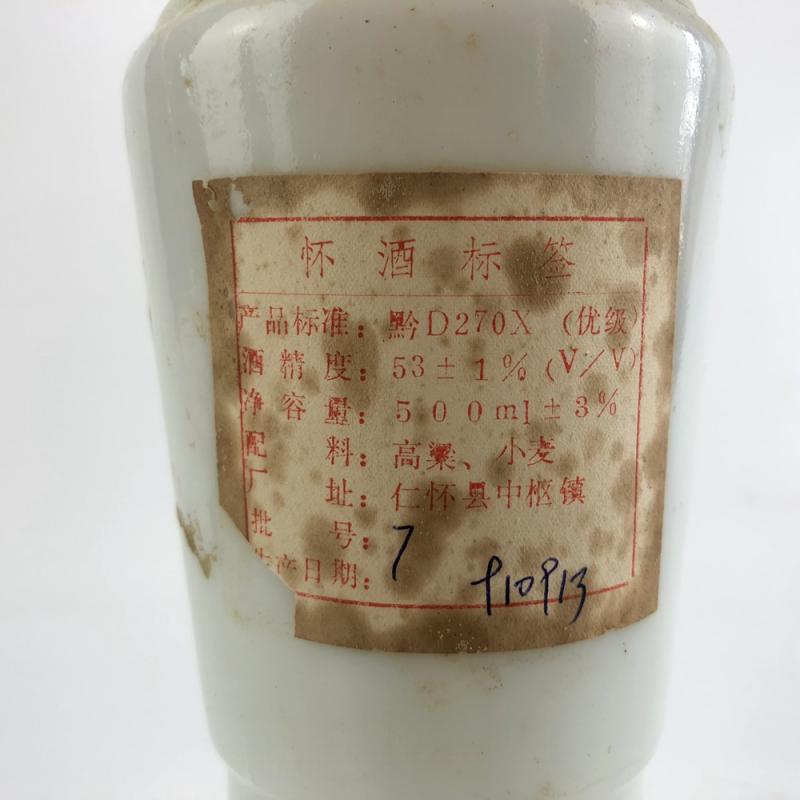 怀酒标签
产品标准：黔D270X（优级）
酒精度：53±1％(V／V)
净容量：500ml±3％
配料：高粱、小麦
厂址：仁怀县中枢镇
批号：7
生产日期：